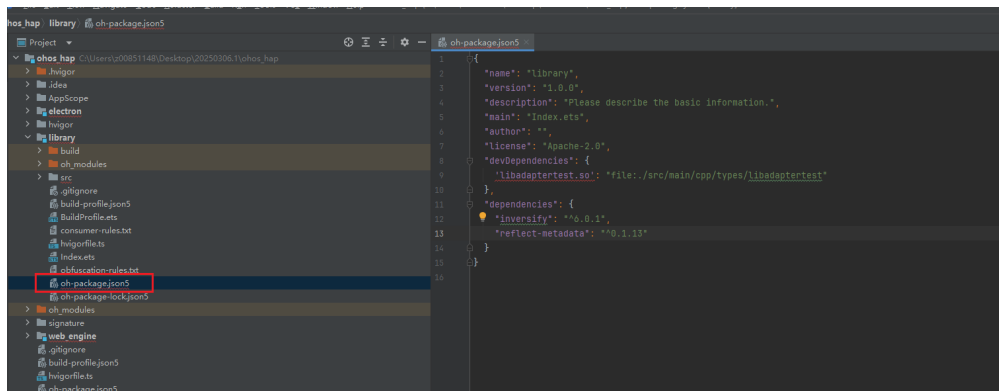 hos_hap library oh-package.json5
Project
oh-package.json5
ohos_hap C:\Users\z00851148\Desktop\20250306.1\ohos_hap
.hvigor
.idea
AppScope
electron
hvigor
library
build
oh_modules
src
.gitignore
build-profile.json5
BuildProfile.ets
consumer-rules.txt
hvigorfile.ts
Index.ets
obfuscation-rules.txt
oh-package.json5
oh-package-lock.json5
oh_modules
signature
web_engine
.gitignore
build-profile.json5
hvigorfile.ts
oh-package.json5
1 {
2 "name": "library",
3 "version": "1.0.0",
4 "description": "Please describe the basic information.",
5 "main": "Index.ets",
6 "author": "",
7 "license": "Apache-2.0",
8 "devDependencies": {
9 'libadaptertest.so': "file:./src/main/cpp/types/libadaptertest"
10 },
11 "dependencies": {
12 "inversify": "^6.0.1",
13 "reflect-metadata": "^0.1.13"
14 }
15 }
16